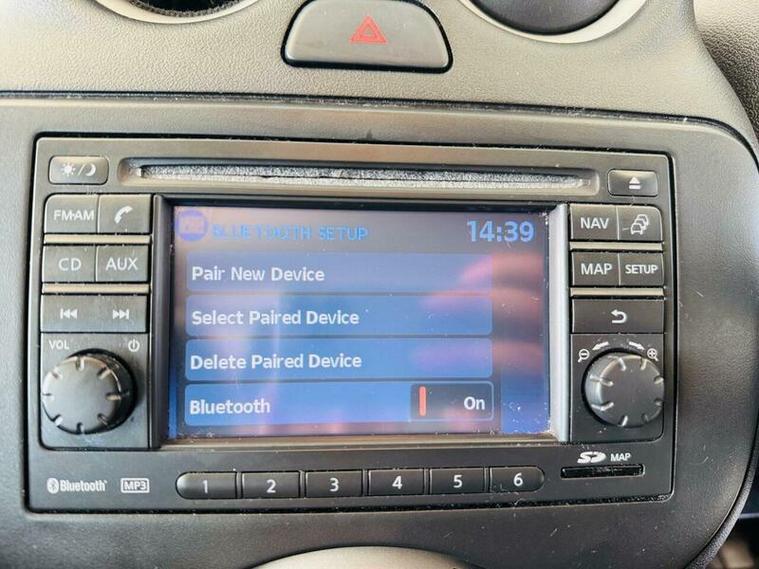 FM·AM
CD AUX
VOL
BLUETOOTH SETUP 14:39
Pair New Device
Select Paired Device
Delete Paired Device
Bluetooth On
NAV
MAP SETUP
Bluetooth MP3
1 2 3 4 5 6
SD MAP